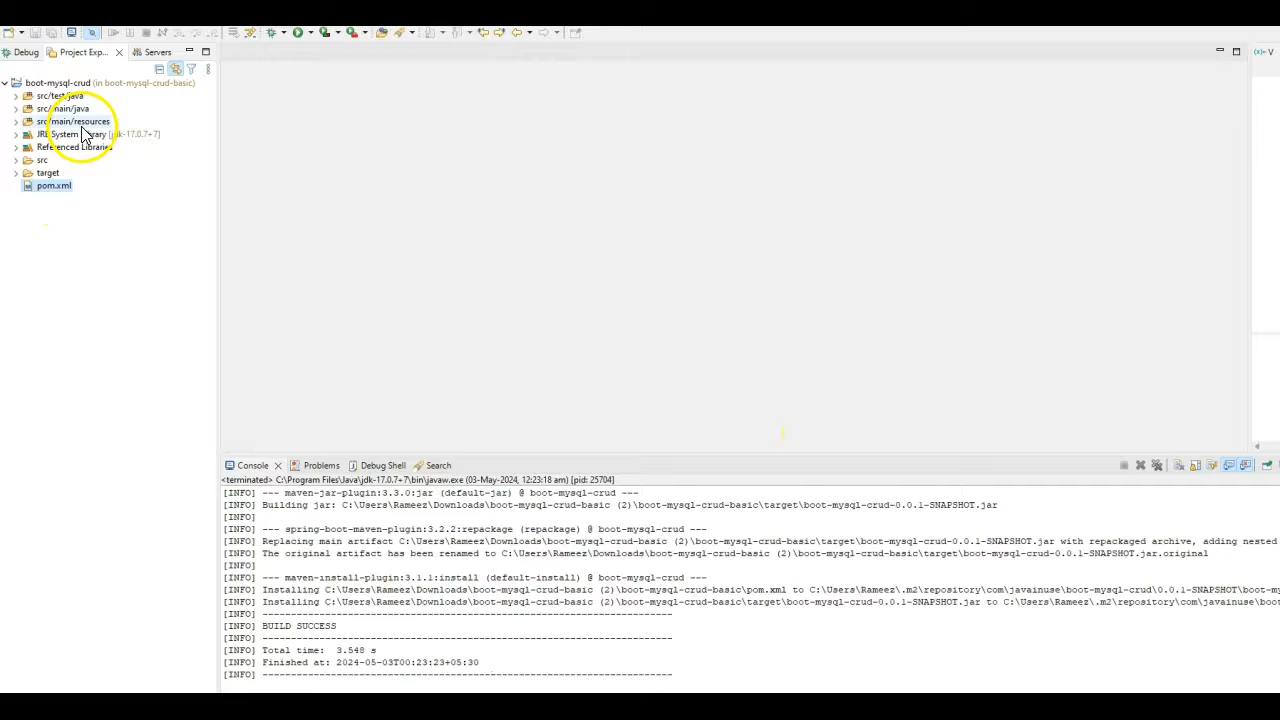 Debug Project Exp... Servers
(x)= V
boot-mysql-crud (in boot-mysql-crud-basic)
src/test/java
src/main/java
src/main/resources
JRE System Library [jdk-17.0.7+7]
Referenced Libraries
src
target
pom.xml
Console Problems Debug Shell Search
<terminated> C:\Program Files\Java\jdk-17.0.7+7\bin\javaw.exe (03-May-2024, 12:23:18 am) [pid: 25704]
[INFO] --- maven-jar-plugin:3.3.0:jar (default-jar) @ boot-mysql-crud ---
[INFO] Building jar: C:\Users\Rameez\Downloads\boot-mysql-crud-basic (2)\boot-mysql-crud-basic\target\boot-mysql-crud-0.0.1-SNAPSHOT.jar
[INFO]
[INFO] --- spring-boot-maven-plugin:3.2.2:repackage (repackage) @ boot-mysql-crud ---
[INFO] Replacing main artifact C:\Users\Rameez\Downloads\boot-mysql-crud-basic (2)\boot-mysql-crud-basic\target\boot-mysql-crud-0.0.1-SNAPSHOT.jar with repackaged archive, adding nested
[INFO] The original artifact has been renamed to C:\Users\Rameez\Downloads\boot-mysql-crud-basic (2)\boot-mysql-crud-basic\target\boot-mysql-crud-0.0.1-SNAPSHOT.jar.original
[INFO]
[INFO] --- maven-install-plugin:3.1.1:install (default-install) @ boot-mysql-crud ---
[INFO] Installing C:\Users\Rameez\Downloads\boot-mysql-crud-basic (2)\boot-mysql-crud-basic\pom.xml to C:\Users\Rameez\.m2\repository\com\javainuse\boot-mysql-crud\0.0.1-SNAPSHOT\boot-m
[INFO] Installing C:\Users\Rameez\Downloads\boot-mysql-crud-basic (2)\boot-mysql-crud-basic\target\boot-mysql-crud-0.0.1-SNAPSHOT.jar to C:\Users\Rameez\.m2\repository\com\javainuse\boo
[INFO] ------------------------------------------------------------------------
[INFO] BUILD SUCCESS
[INFO] ------------------------------------------------------------------------
[INFO] Total time:  3.548 s
[INFO] Finished at: 2024-05-03T00:23:23+05:30
[INFO] ------------------------------------------------------------------------